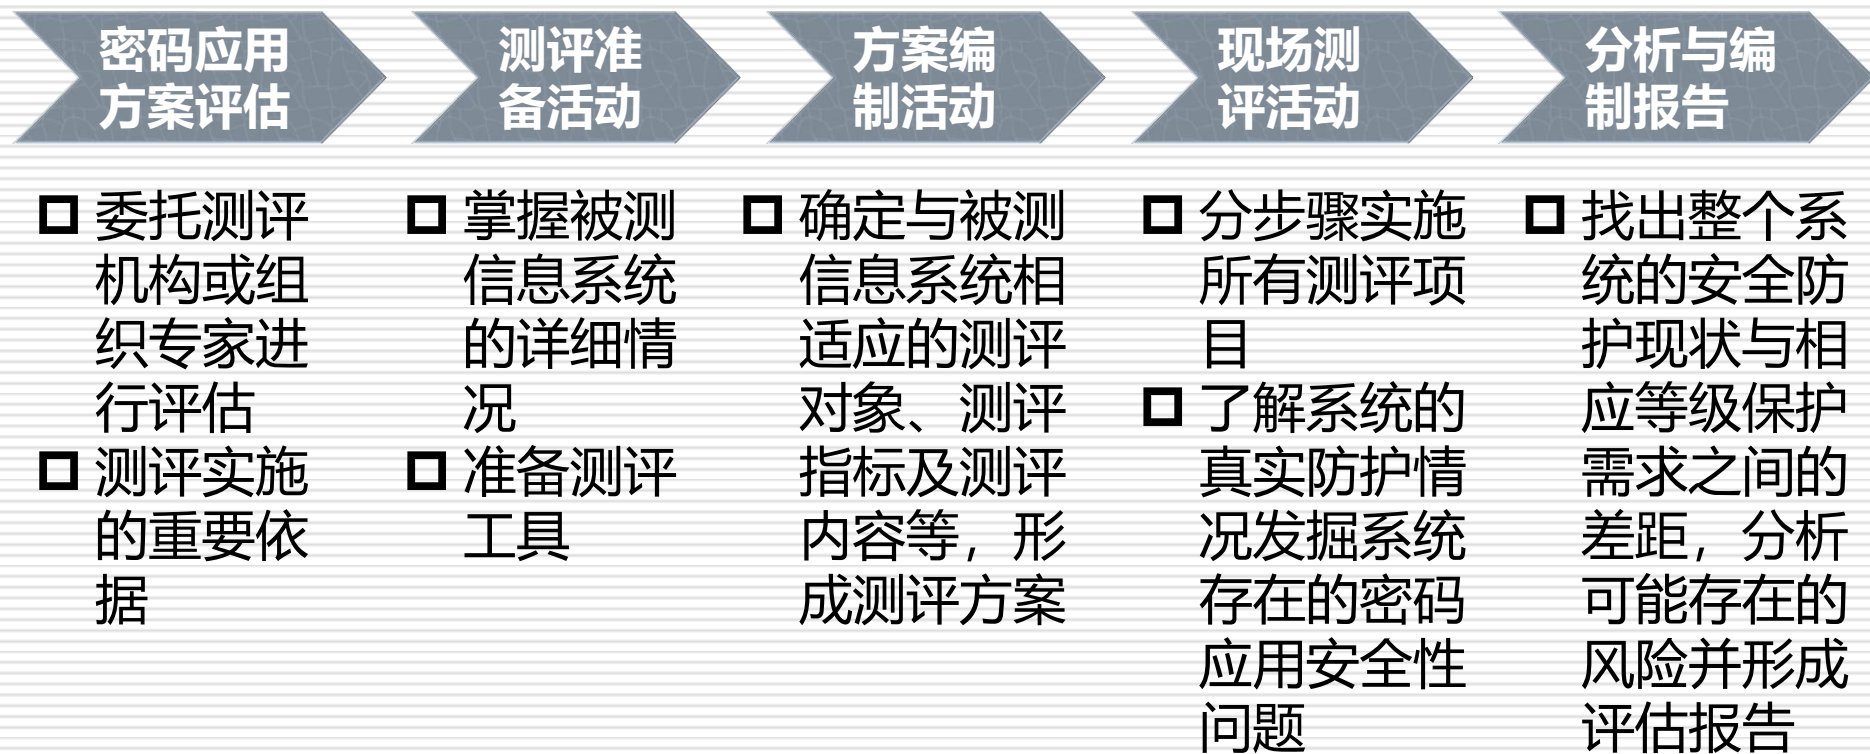 密码应用
方案评估
测评准
备活动
方案编
制活动
现场测
评活动
分析与编
制报告
委托测评
机构或组
织专家进
行评估
测评实施
的重要依
据
掌握被测
信息系统
的详细情
况
准备测评
工具
确定与被测
信息系统相
适应的测评
对象、测评
指标及测评
内容等，形
成测评方案
分步骤实施
所有测评项
目
了解系统的
真实防护情
况发掘系统
存在的密码
应用安全性
问题
找出整个系
统的安全防
护现状与相
应等级保护
需求之间的
差距，分析
可能存在的
风险并形成
评估报告